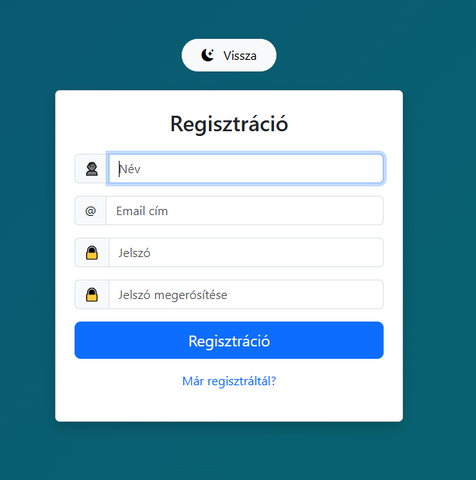 Vissza
Regisztráció
Név
@ Email cím
Jelszó
Jelszó megerősítése
Regisztráció
Már regisztráltál?